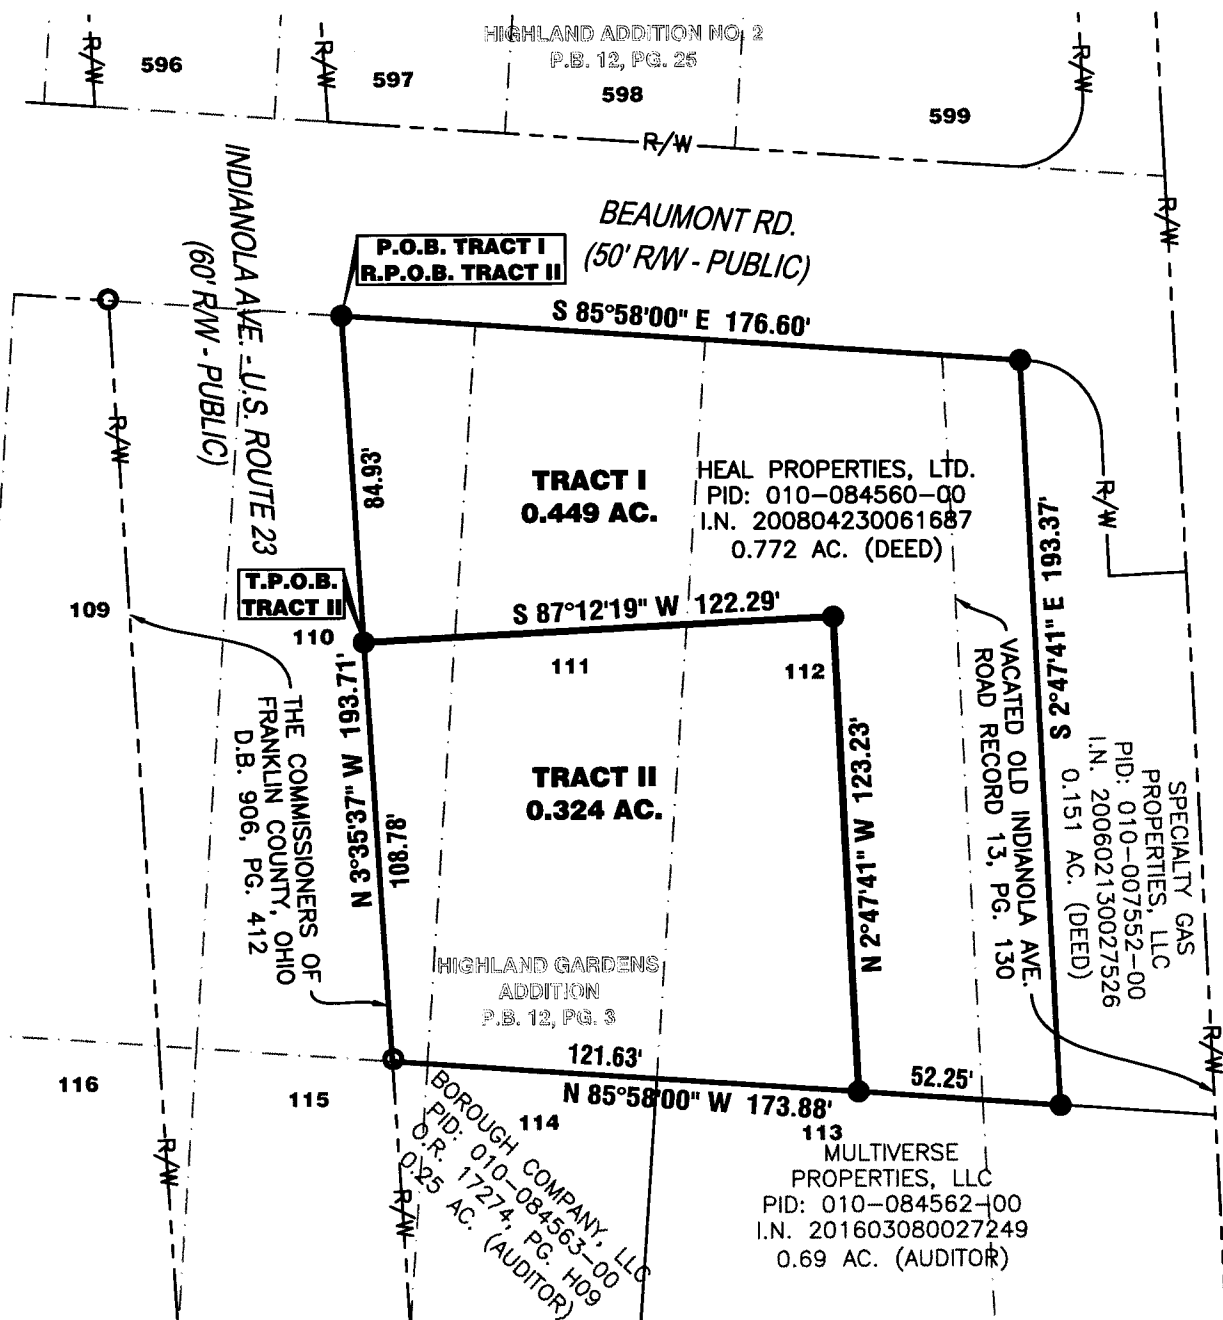 HIGHLAND ADDITION NO. 2
P.B. 12, PG. 25
R/W
R/W
R/W
596
597
598
599
R/W
R/W
INDIANOLA AVE. - U.S. ROUTE 23
(60' R/W - PUBLIC)
BEAUMONT RD.
(50' R/W - PUBLIC)
P.O.B. TRACT I
R.P.O.B. TRACT II
S 85°58'00" E 176.60'
R/W
84.93'
TRACT I
0.449 AC.
HEAL PROPERTIES, LTD.
PID: 010-084560-00
I.N. 200804230061687
0.772 AC. (DEED)
R/W
S 2°47'41" E 193.37'
T.P.O.B.
TRACT II
S 87°12'19" W 122.29'
109
110
111
112
N 3°35'37" W 193.71'
108.78'
THE COMMISSIONERS OF
FRANKLIN COUNTY, OHIO
D.B. 906, PG. 412
TRACT II
0.324 AC.
N 2°47'41" W 123.23'
VACATED OLD INDIANOLA AVE.
ROAD RECORD 13, PG. 130
SPECIALTY GAS
PROPERTIES, LLC
PID: 010-007552-00
I.N. 200602130027526
0.151 AC. (DEED)
HIGHLAND GARDENS
ADDITION
P.B. 12, PG. 3
R/W
121.63'
52.25'
N 85°58'00" W 173.88'
116
115
114
113
R/W
R/W
BOROUGH COMPANY, LLC
PID: 010-084563-00
O.R. 17274, PG. H09
0.25 AC. (AUDITOR)
MULTIVERSE
PROPERTIES, LLC
PID: 010-084562-00
I.N. 201603080027249
0.69 AC. (AUDITOR)